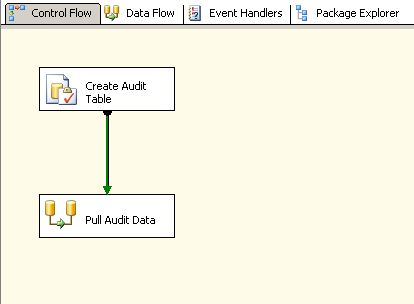 Control Flow Data Flow Event Handlers Package Explorer
Create Audit
Table
Pull Audit Data